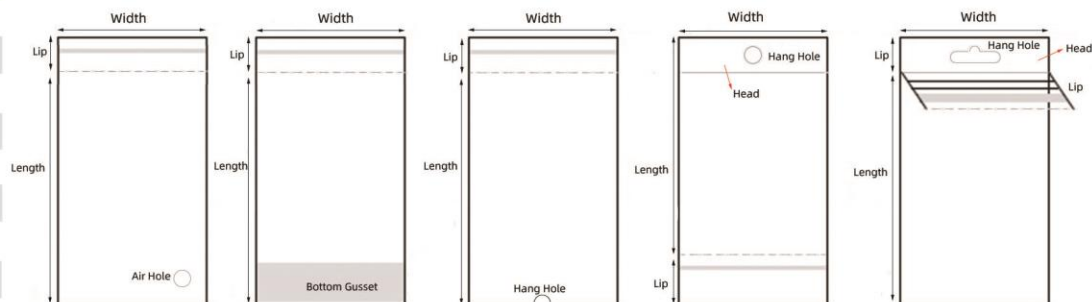 Width
Lip
Length
Air Hole
Width
Lip
Length
Bottom Gusset
Width
Lip
Length
Hang Hole
Width
Hang Hole
Head
Length
Lip
Width
Lip
Hang Hole
Head
Lip
Length